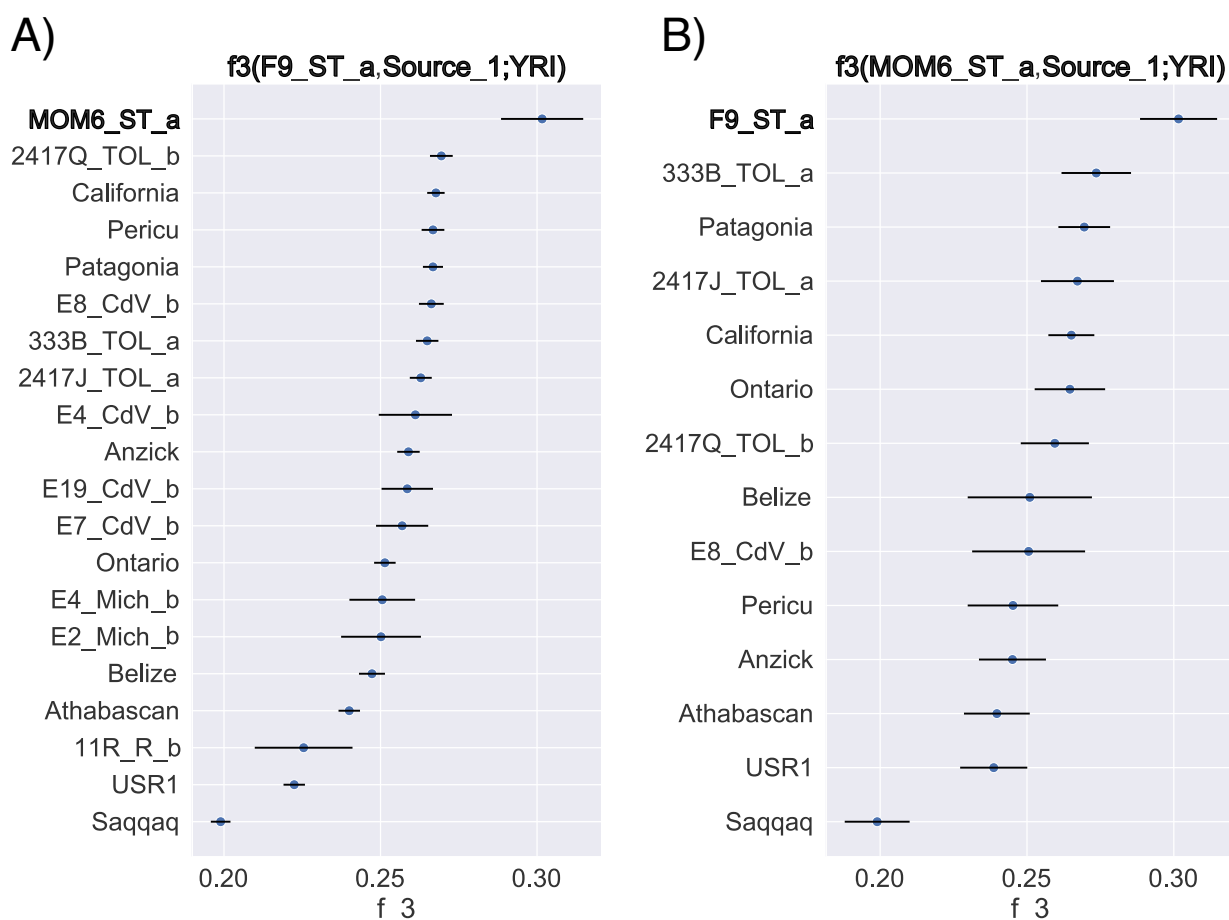 A)
f3(F9_ST_a,Source_1;YRI)
MOM6_ST_a
2417Q_TOL_b
California
Pericu
Patagonia
E8_CdV_b
333B_TOL_a
2417J_TOL_a
E4_CdV_b
Anzick
E19_CdV_b
E7_CdV_b
Ontario
E4_Mich_b
E2_Mich_b
Belize
Athabascan
11R_R_b
USR1
Saqqaq
0.20 0.25 0.30
f_3
B)
f3(MOM6_ST_a,Source_1;YRI)
F9_ST_a
333B_TOL_a
Patagonia
2417J_TOL_a
California
Ontario
2417Q_TOL_b
Belize
E8_CdV_b
Pericu
Anzick
Athabascan
USR1
Saqqaq
0.20 0.25 0.30
f_3